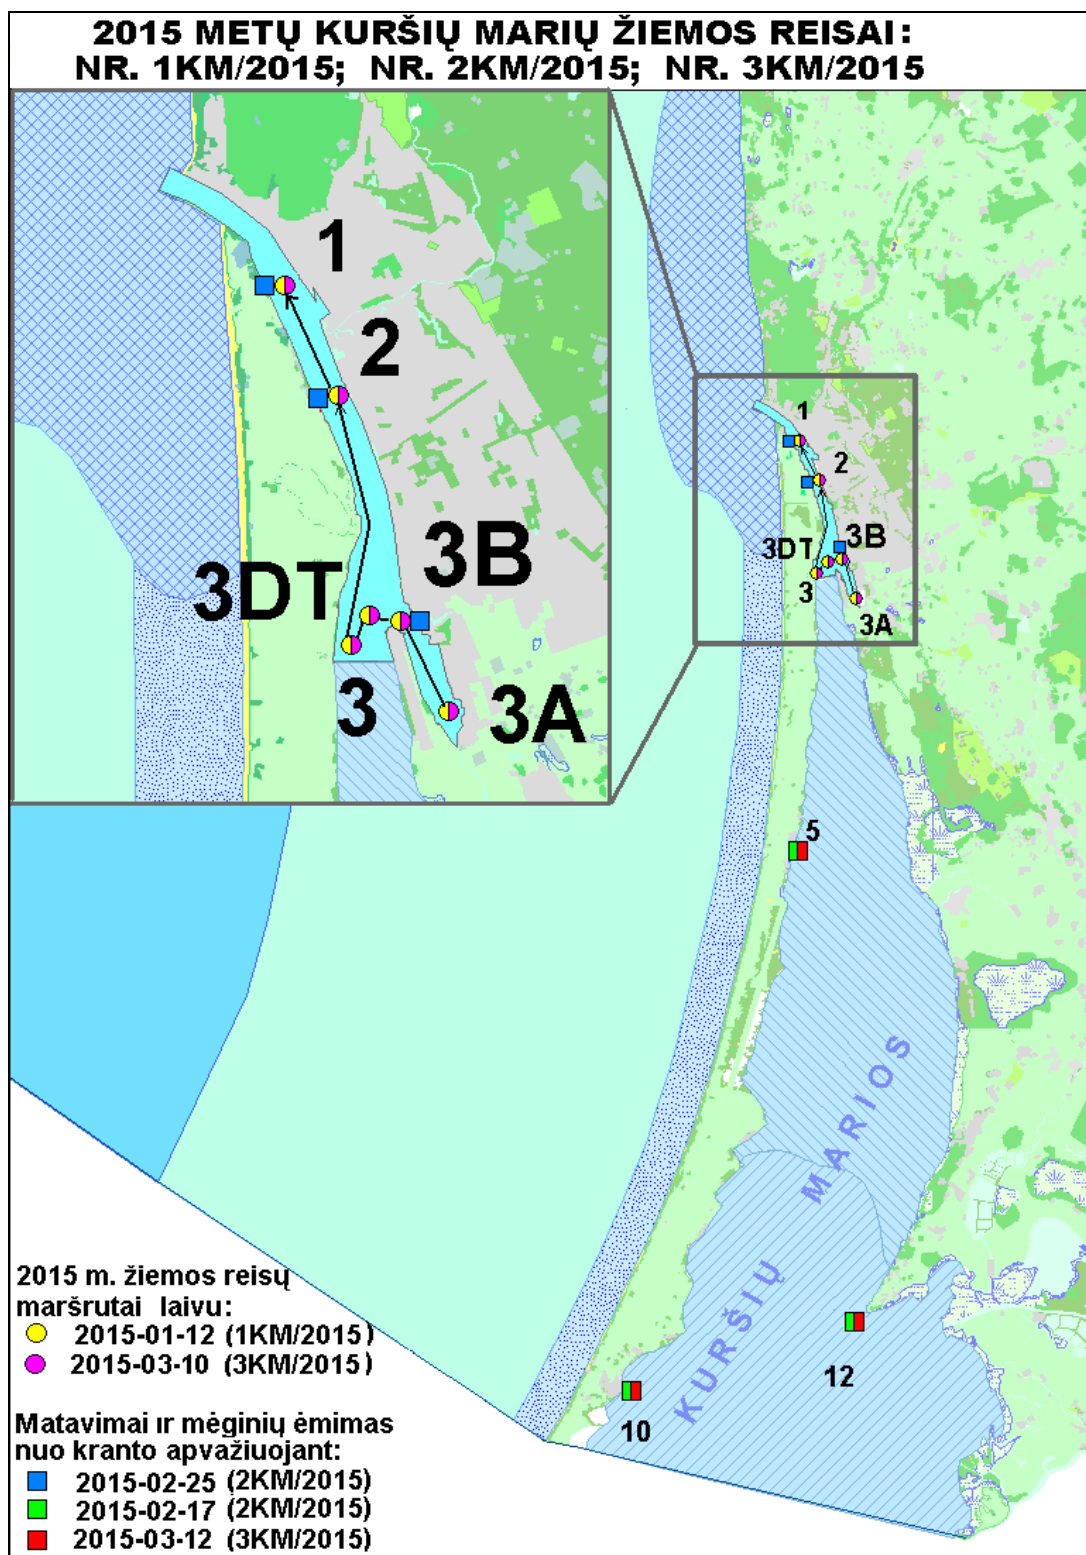 2015 METŲ KURŠIŲ MARIŲ ŽIEMOS REISAI:
NR. 1KM/2015; NR. 2KM/2015; NR. 3KM/2015
1
2
3B
3DT
3
3A
1
2
3B
3DT
3
3A
5
KURŠIŲ MARIOS
12
10
2015 m. žiemos reisų
maršrutai laivu:
2015-01-12 (1KM/2015)
2015-03-10 (3KM/2015)
Matavimai ir mėginių ėmimas
nuo kranto apvažiuojant:
2015-02-25 (2KM/2015)
2015-02-17 (2KM/2015)
2015-03-12 (3KM/2015)